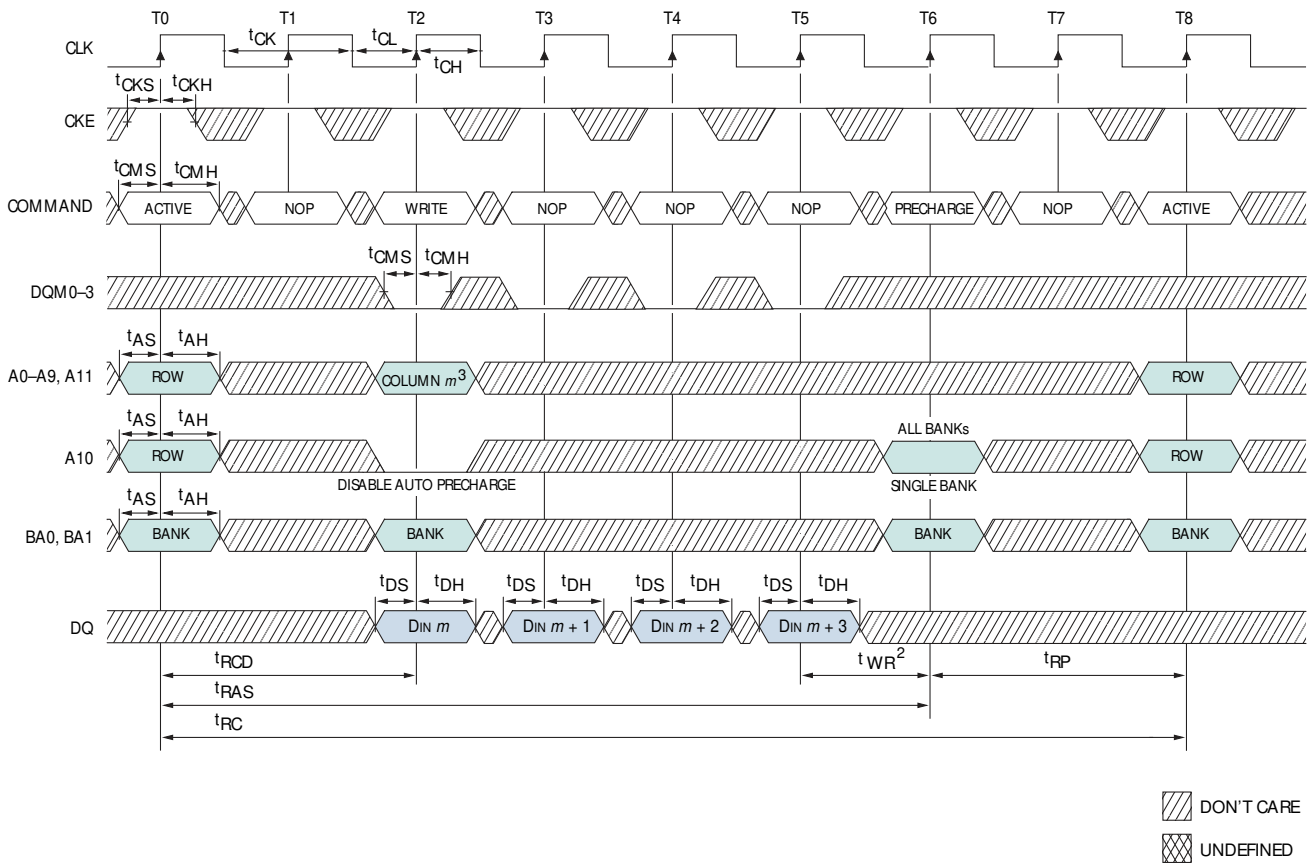 T0 T1 T2 T3 T4 T5 T6 T7 T8
CLK
tCK tCL
tCH
tCKS tCKH
CKE
tCMS tCMH
COMMAND ACTIVE NOP WRITE NOP NOP NOP PRECHARGE NOP ACTIVE
tCMS tCMH
DQM0–3
tAS tAH
A0–A9, A11 ROW COLUMN m3 ROW
tAS tAH
ALL BANKs
A10 ROW ROW
DISABLE AUTO PRECHARGE SINGLE BANK
tAS tAH
BA0, BA1 BANK BANK BANK BANK
tDS tDH tDS tDH tDS tDH tDS tDH
DQ DIN m DIN m + 1 DIN m + 2 DIN m + 3
tRCD tWR2 tRP
tRAS
tRC
DON'T CARE
UNDEFINED